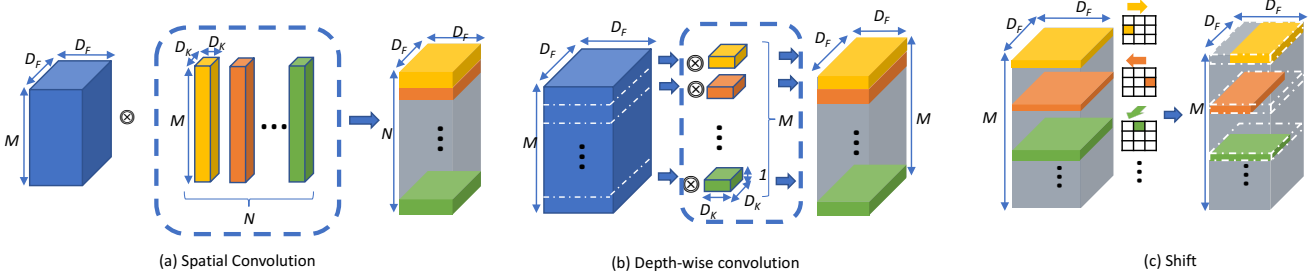 D_F D_F
M
⊗
D_K D_K
M
...
N
D_F D_F
N
(a) Spatial Convolution
D_F D_F
M
⊗
⊗
⊗
M
1
D_K D_K
D_F D_F
M
(b) Depth-wise convolution
D_F D_F
M
D_F D_F
M
(c) Shift